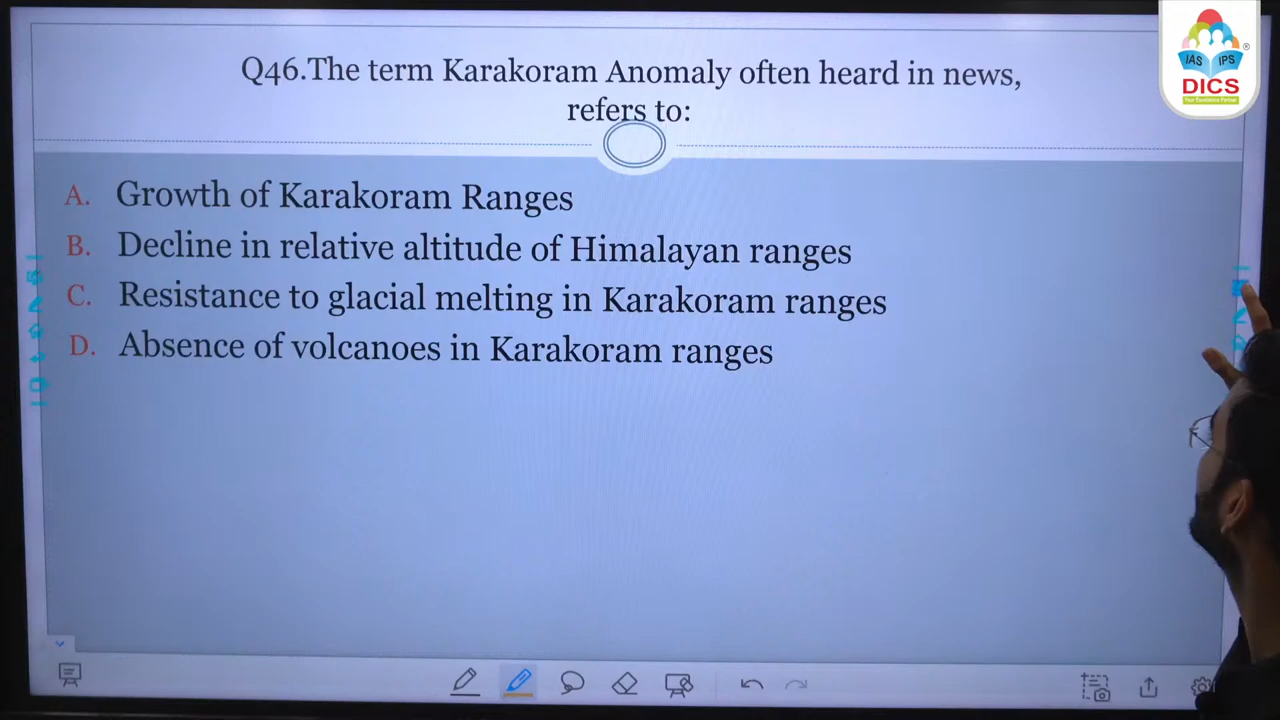 Q46.The term Karakoram Anomaly often heard in news,
refers to:
A. Growth of Karakoram Ranges
B. Decline in relative altitude of Himalayan ranges
C. Resistance to glacial melting in Karakoram ranges
D. Absence of volcanoes in Karakoram ranges
IAS IPS
®
DICS